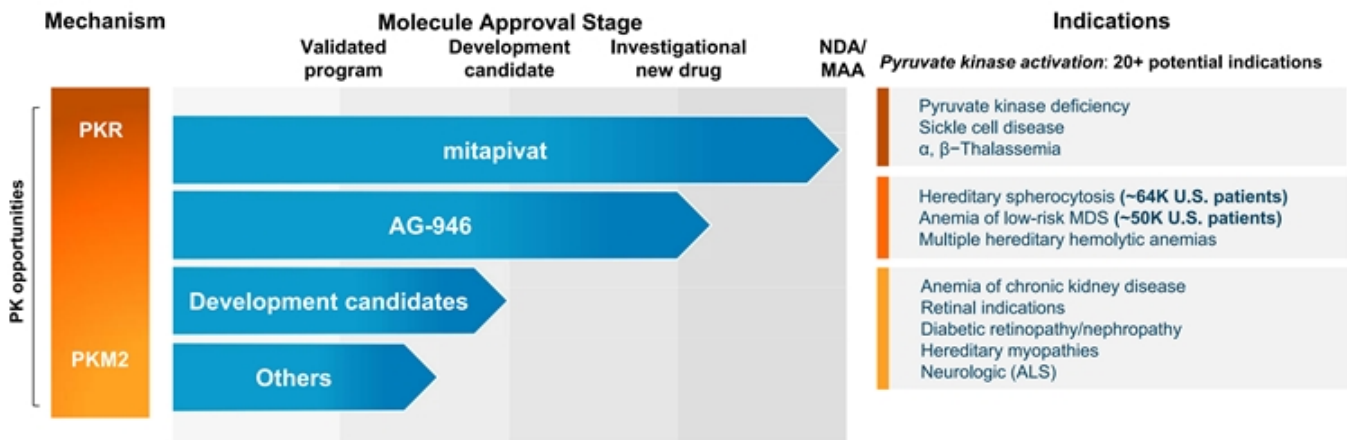 Mechanism
Molecule Approval Stage
Indications
Validated program
Development candidate
Investigational new drug
NDA/ MAA
Pyruvate kinase activation: 20+ potential indications
PK opportunities
PKR
PKM2
mitapivat
AG-946
Development candidates
Others
Pyruvate kinase deficiency
Sickle cell disease
α, β−Thalassemia
Hereditary spherocytosis (~64K U.S. patients)
Anemia of low-risk MDS (~50K U.S. patients)
Multiple hereditary hemolytic anemias
Anemia of chronic kidney disease
Retinal indications
Diabetic retinopathy/nephropathy
Hereditary myopathies
Neurologic (ALS)